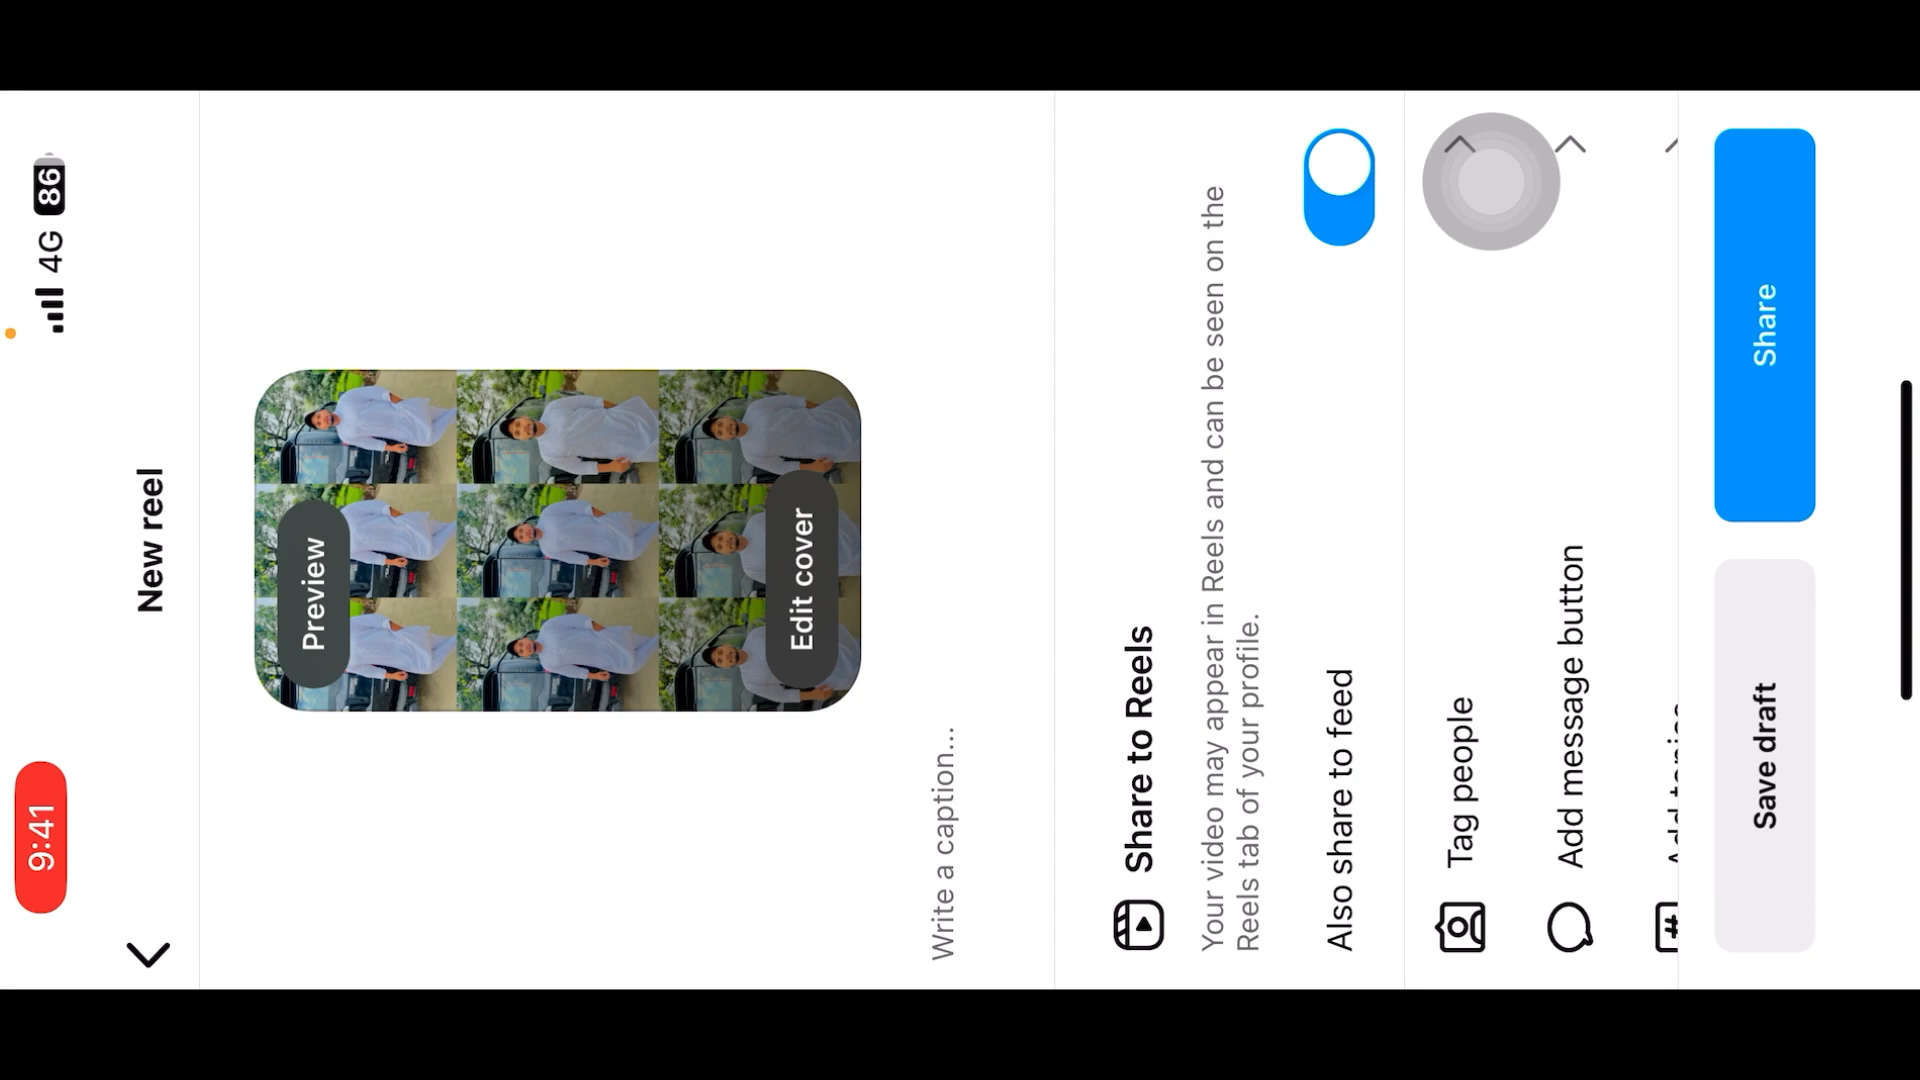 9:41
4G 86
New reel
Preview
Edit cover
Write a caption...
Share to Reels
Your video may appear in Reels and can be seen on the
Reels tab of your profile.
Also share to feed
Tag people
Add message button
Save draft
Share